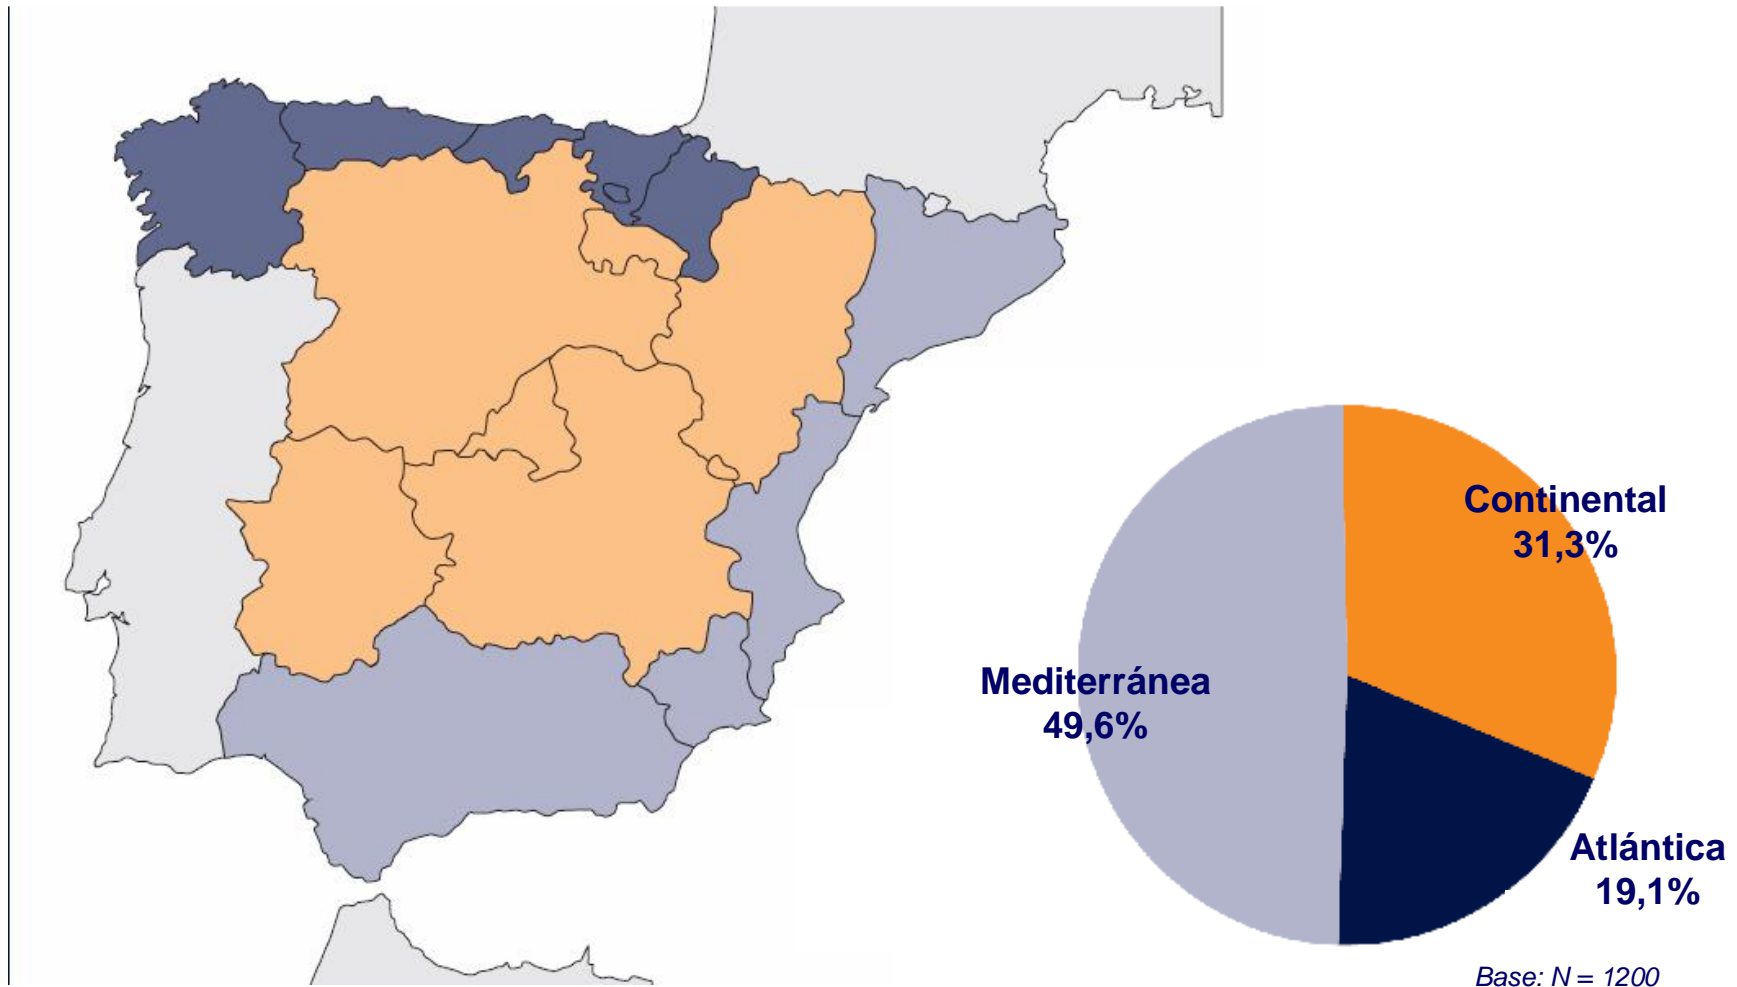 Continental
31,3%
Mediterránea
49,6%
Atlántica
19,1%
Base: N = 1200